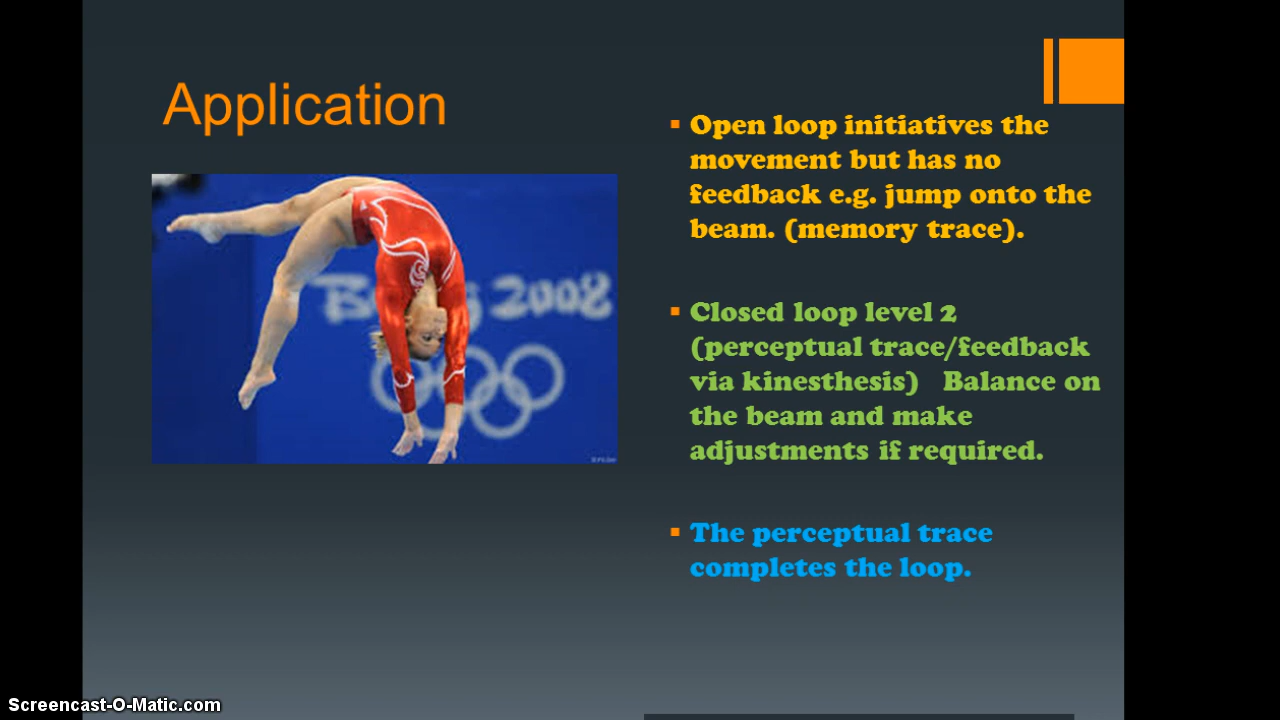 Application
Open loop initiatives the
movement but has no
feedback e.g. jump onto the
beam. (memory trace).
Closed loop level 2
(perceptual trace/feedback
via kinesthesis) Balance on
the beam and make
adjustments if required.
The perceptual trace
completes the loop.
2008
Screencast-O-Matic.com